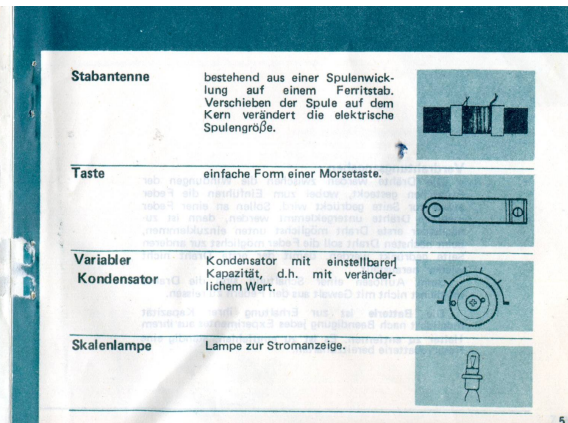 Stabantenne
bestehend aus einer Spulenwick-
lung auf einem Ferritstab.
Verschieben der Spule auf dem
Kern verändert die elektrische
Spulengröße.
Taste
einfache Form einer Morsetaste.
Variabler
Kondensator
Kondensator mit einstellbarer
Kapazität, d.h. mit veränder-
lichem Wert.
Skalenlampe
Lampe zur Stromanzeige.
5